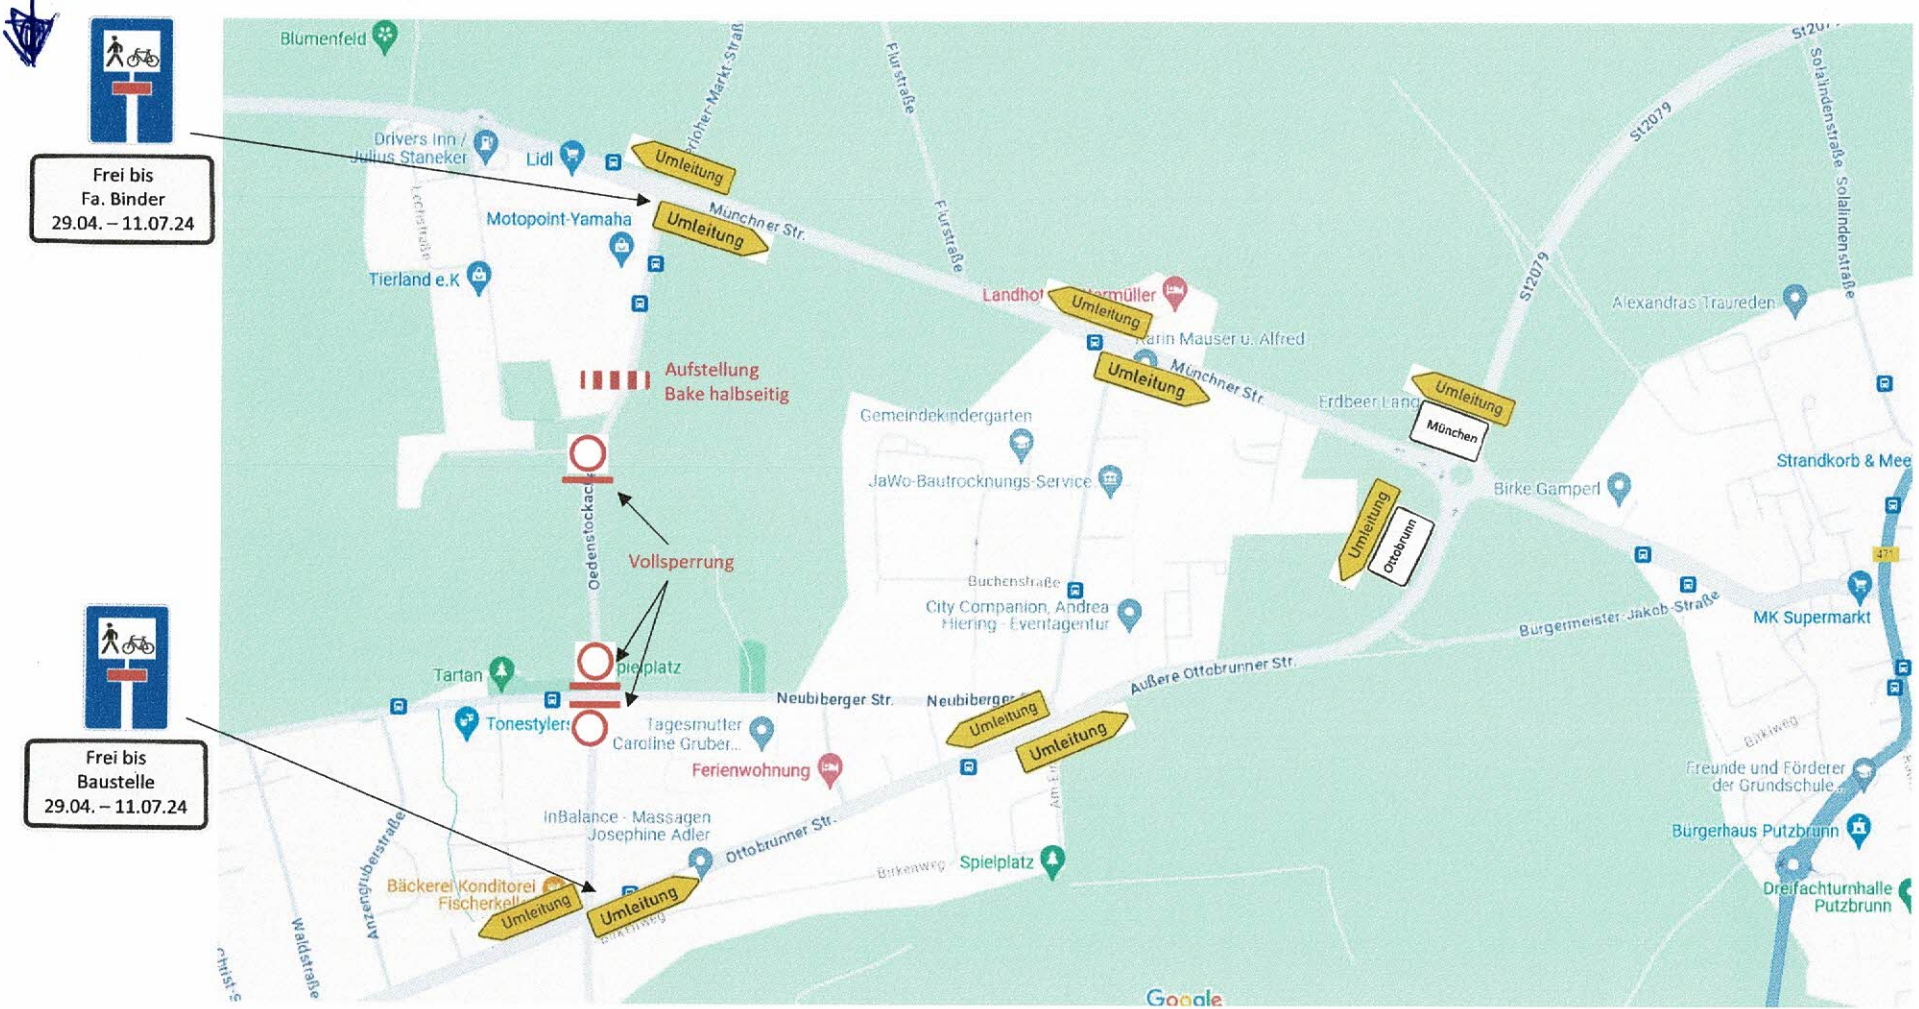 Frei bis
Fa. Binder
29.04. – 11.07.24
Frei bis
Baustelle
29.04. – 11.07.24
Blumenfeld
Drivers Inn /
Julius Staneker
Lidl
Umleitung
Umleitung
Münchner Str.
Flurstraße
Flurstraße
St2079
St2079
Solalindenstraße
Solalindenstraße
Motopoint-Yamaha
Tierland e.K
Aufstellung
Bake halbseitig
Umleitung
Karin Mauser u. Alfred
Umleitung
Münchner Str.
Alexandras Traureden
Gemeindekindergarten
JaWo-Bautrocknungs-Service
Erdbeer Lang
Umleitung
München
Umleitung
Ottobrunn
Birke Gamperl
Strandkorb & Mee
471
MK Supermarkt
Bürgermeister-Jakob-Straße
Vollsperrung
Buchenstraße
City Companion, Andrea
Hiering - Eventagentur
Tartan
pielplatz
Neubiberger Str.
Äußere Ottobrunner Str.
Umleitung
Umleitung
Tonestylers
Tagesmutter
Caroline Gruber...
Ferienwohnung
InBalance - Massagen
Josephine Adler
Ottobrunner Str.
Birkenweg
Spielplatz
Bäckerei Konditorei
Umleitung
Umleitung
Birkenweg
Anzengruberstraße
Waldstraße
Freunde und Förderer
der Grundschule...
Bürgerhaus Putzbrunn
Dreifachturnhalle
Putzbrunn
Google